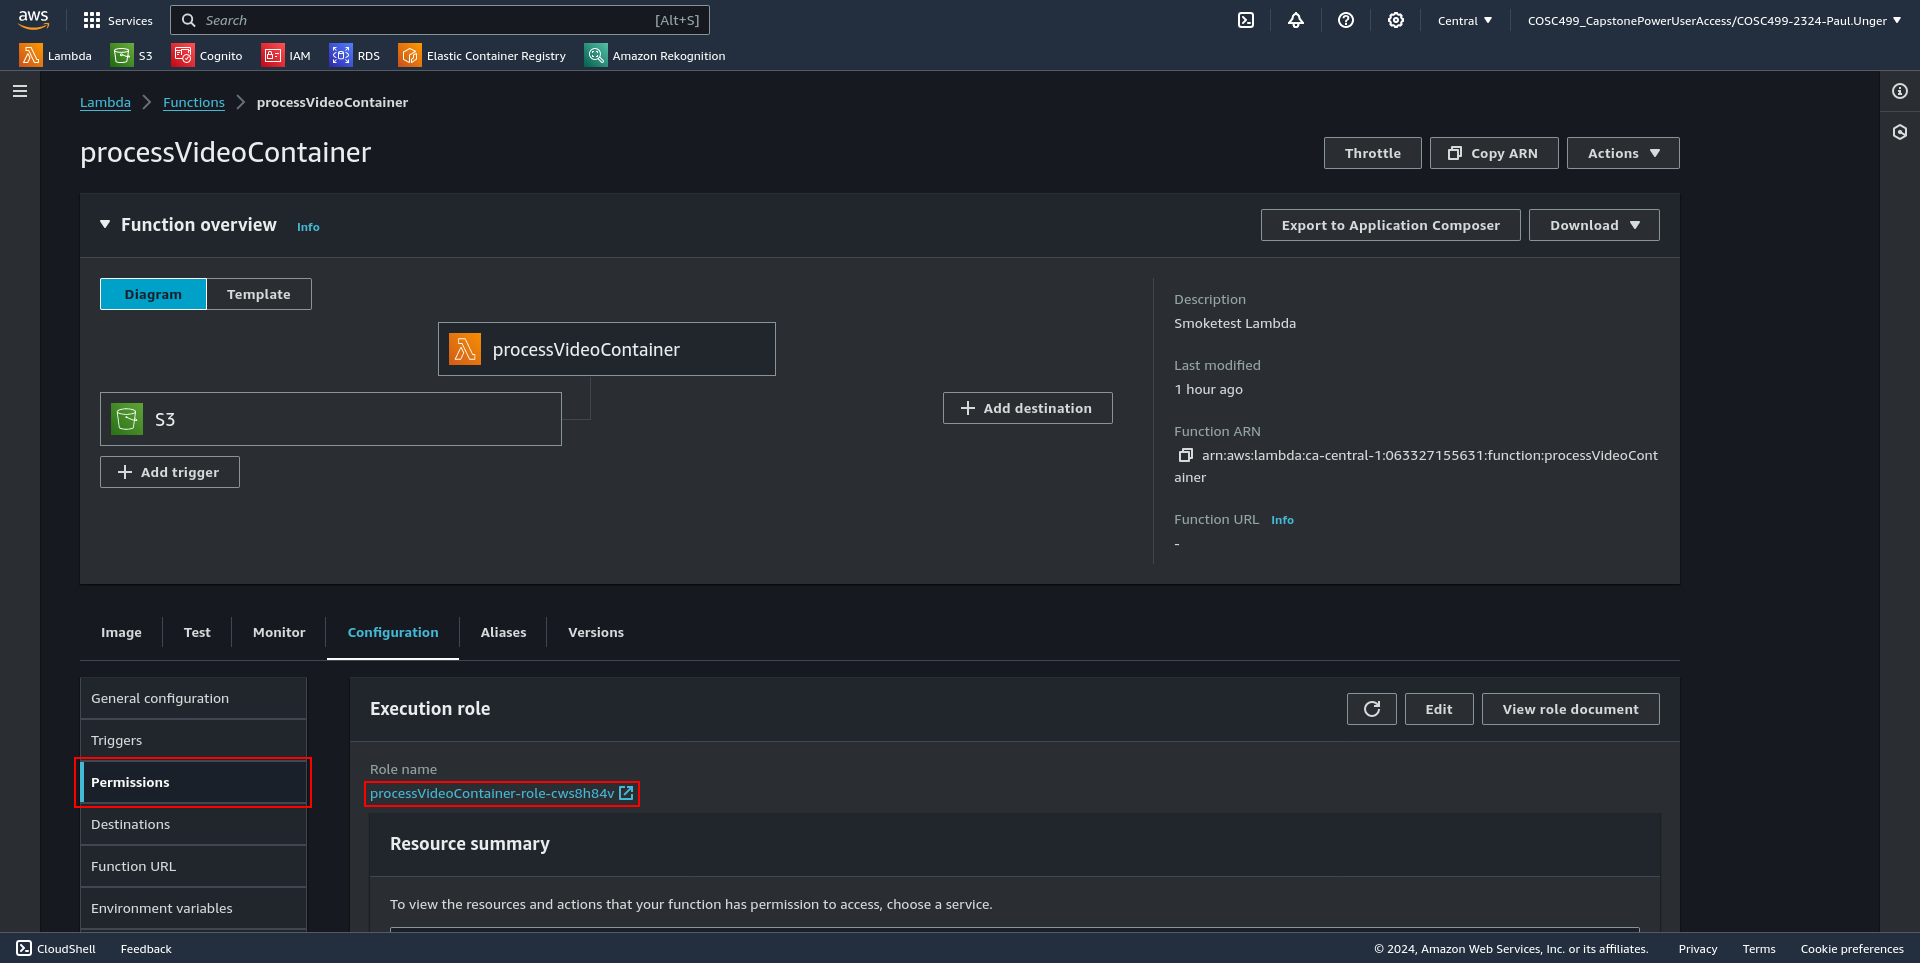 aws
Services
Search [Alt+S]
Central
COSC499_CapstonePowerUserAccess/COSC499-2324-Paul.Unger
Lambda
S3
Cognito
IAM
RDS
Elastic Container Registry
Amazon Rekognition
Lambda
Functions
processVideoContainer
processVideoContainer
Throttle
Copy ARN
Actions
Function overview
Info
Export to Application Composer
Download
Diagram
Template
processVideoContainer
S3
Add trigger
Add destination
Description
Smoketest Lambda
Last modified
1 hour ago
Function ARN
arn:aws:lambda:ca-central-1:063327155631:function:processVideoCont
ainer
Function URL Info
-
Image
Test
Monitor
Configuration
Aliases
Versions
General configuration
Triggers
Permissions
Destinations
Function URL
Environment variables
Execution role
Edit
View role document
Role name
processVideoContainer-role-cws8h84v
Resource summary
To view the resources and actions that your function has permission to access, choose a service.
CloudShell
Feedback
© 2024, Amazon Web Services, Inc. or its affiliates.
Privacy
Terms
Cookie preferences